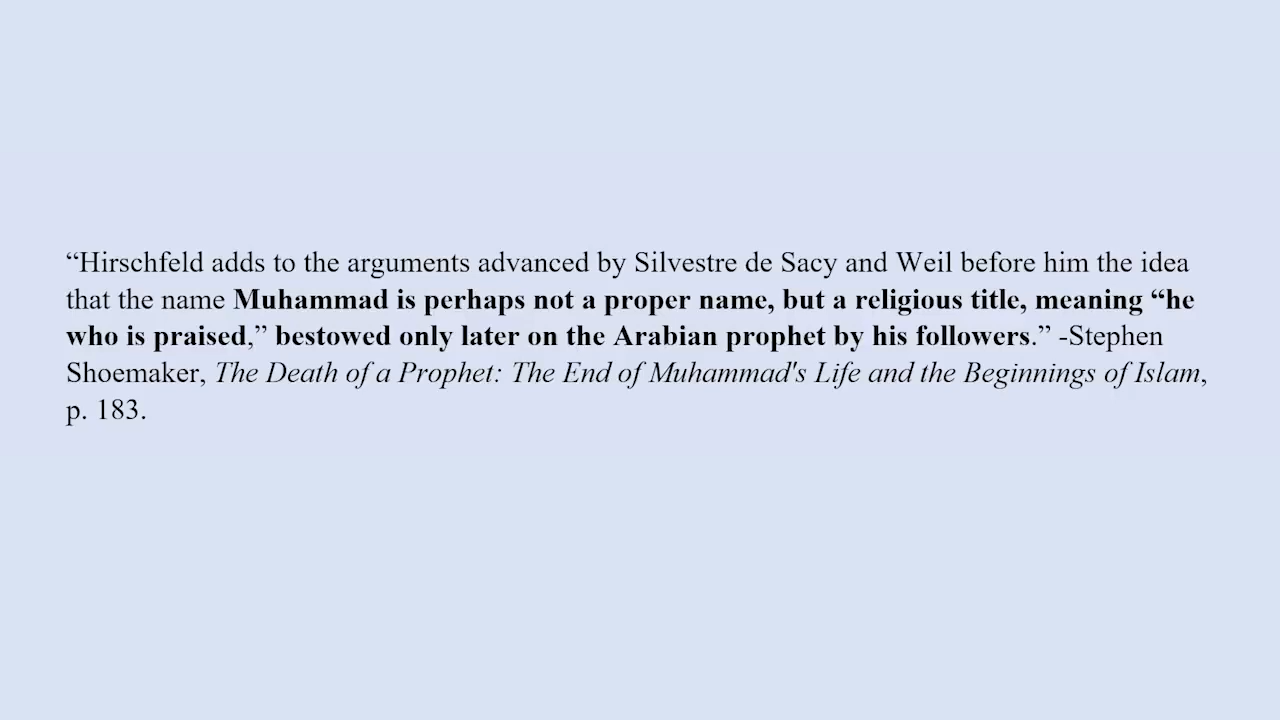 “Hirschfeld adds to the arguments advanced by Silvestre de Sacy and Weil before him the idea
that the name Muhammad is perhaps not a proper name, but a religious title, meaning “he
who is praised,” bestowed only later on the Arabian prophet by his followers.” -Stephen
Shoemaker, The Death of a Prophet: The End of Muhammad's Life and the Beginnings of Islam,
p. 183.